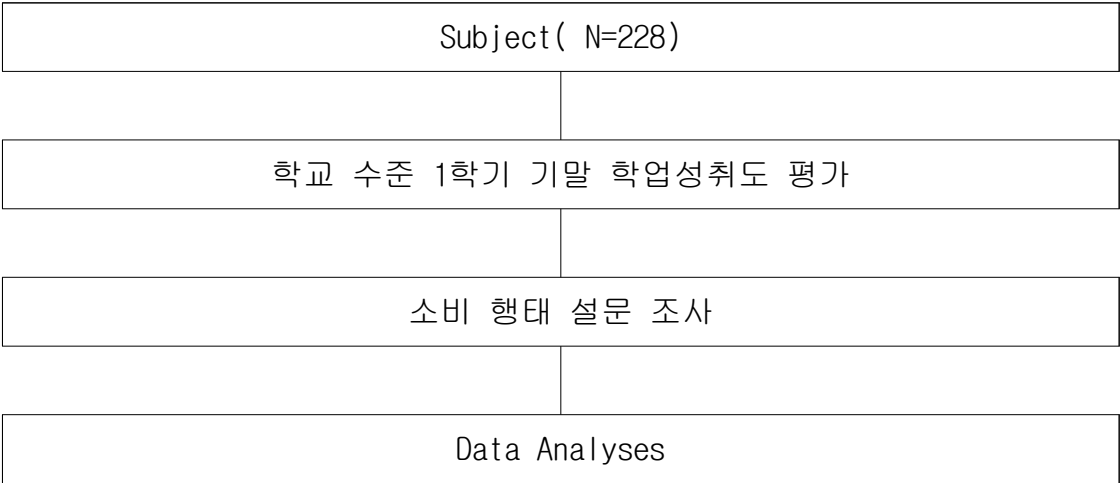 Subject( N=228)
학교 수준 1학기 기말 학업성취도 평가
소비 행태 설문 조사
Data Analyses